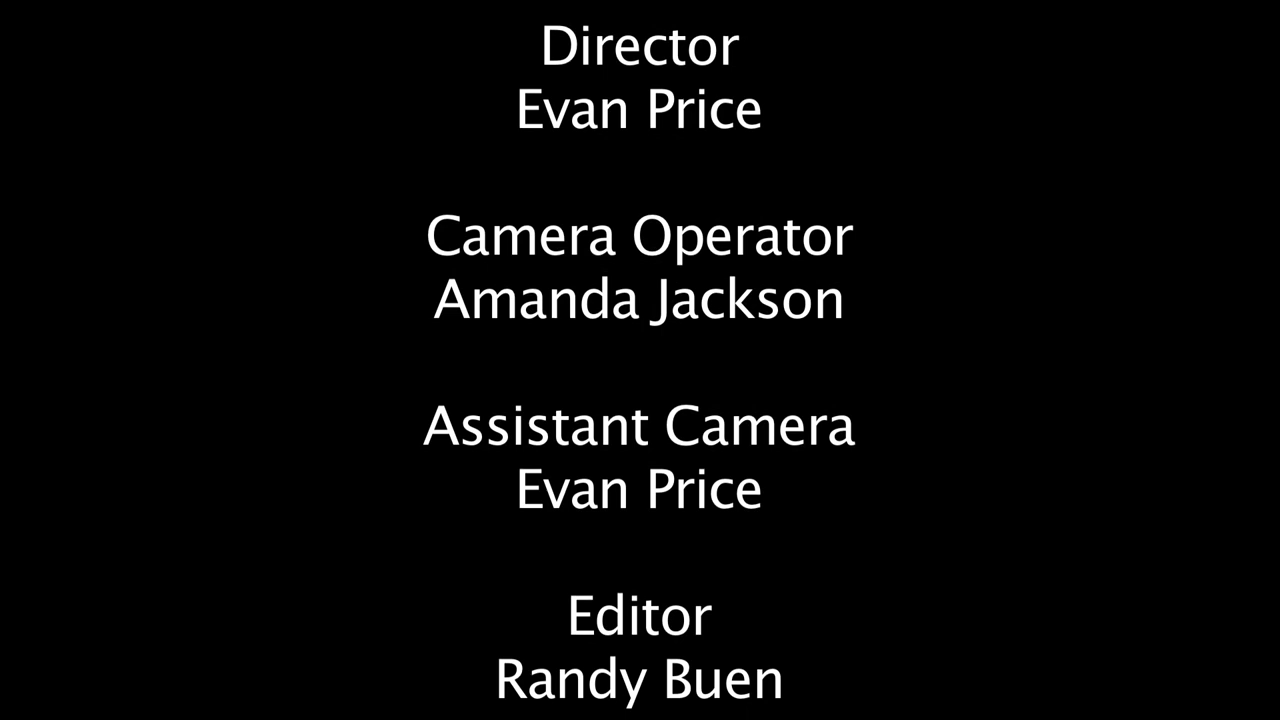 Director
Evan Price
Camera Operator
Amanda Jackson
Assistant Camera
Evan Price
Editor
Randy Buen